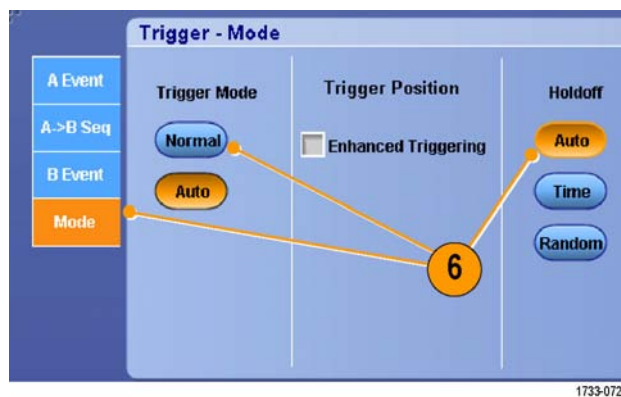 Trigger - Mode
A Event
A->B Seq
B Event
Mode
Trigger Mode
Normal
Auto
Trigger Position
Enhanced Triggering
Holdoff
Auto
Time
Random
6
1733-072